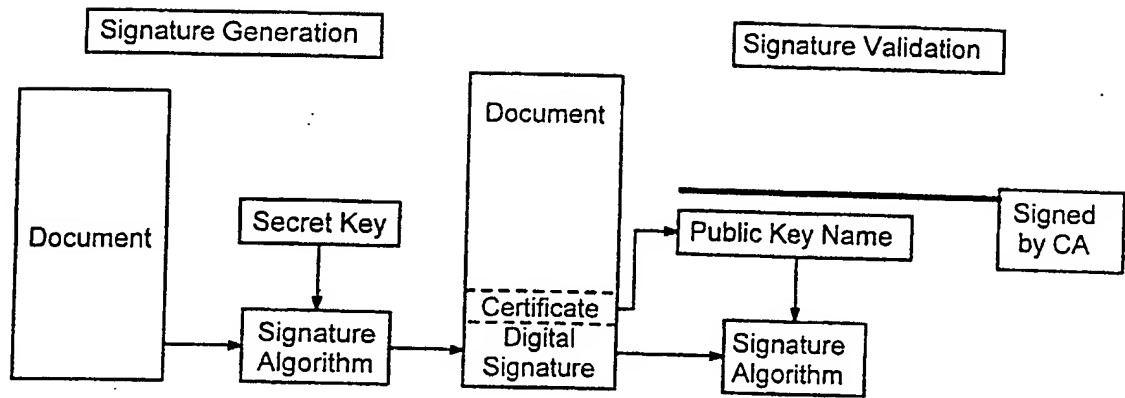 Signature Generation
Signature Validation
Document
Secret Key
Signature
Algorithm
Document
Certificate
Digital
Signature
Public Key Name
Signed
by CA
Signature
Algorithm